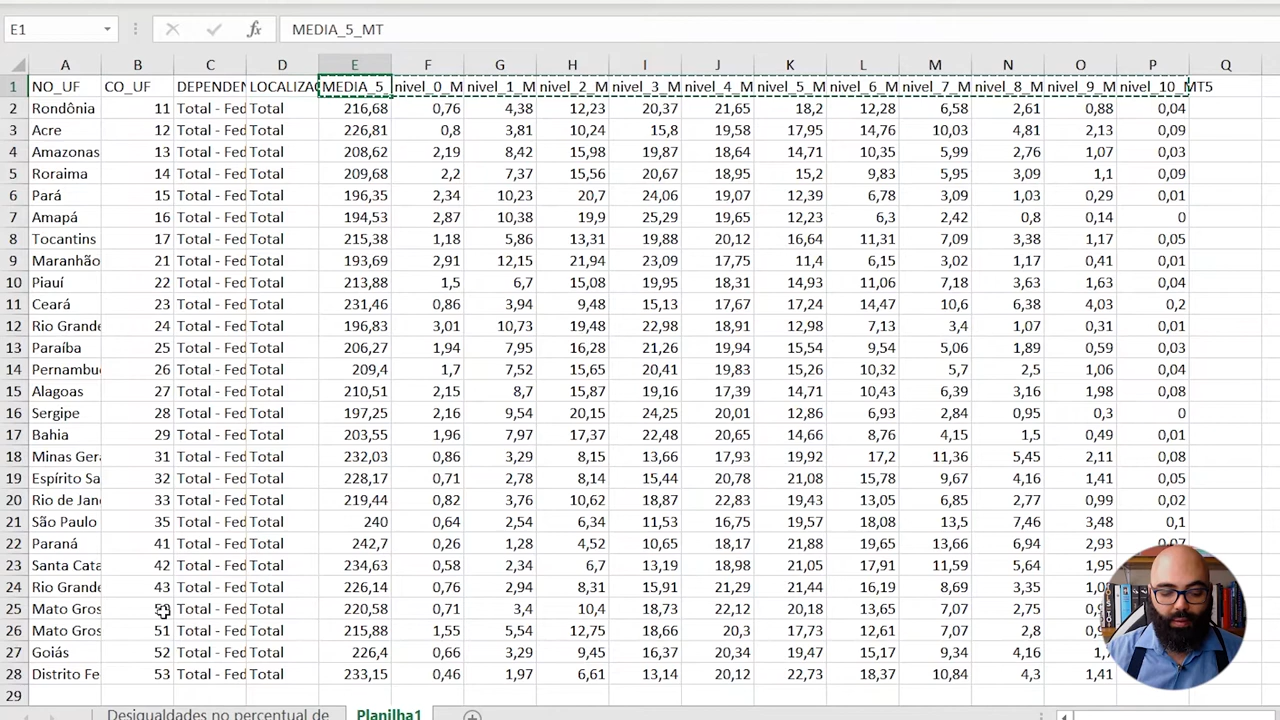 E1 MEDIA_5_MT
A B C D E F G H I J K L M N O P Q
1 NO_UF CO_UF DEPENDEN LOCALIZAÇ MEDIA_5_ nivel_0_M nivel_1_M nivel_2_M nivel_3_M nivel_4_M nivel_5_M nivel_6_M nivel_7_M nivel_8_M nivel_9_M nivel_10_MT5
2 Rondônia 11 Total - Fed Total 216,68 0,76 4,38 12,23 20,37 21,65 18,2 12,28 6,58 2,61 0,88 0,04
3 Acre 12 Total - Fed Total 226,81 0,8 3,81 10,24 15,8 19,58 17,95 14,76 10,03 4,81 2,13 0,09
4 Amazonas 13 Total - Fed Total 208,62 2,19 8,42 15,98 19,87 18,64 14,71 10,35 5,99 2,76 1,07 0,03
5 Roraima 14 Total - Fed Total 209,68 2,2 7,37 15,56 20,67 18,95 15,2 9,83 5,95 3,09 1,1 0,09
6 Pará 15 Total - Fed Total 196,35 2,34 10,23 20,7 24,06 19,07 12,39 6,78 3,09 1,03 0,29 0,01
7 Amapá 16 Total - Fed Total 194,53 2,87 10,38 19,9 25,29 19,65 12,23 6,3 2,42 0,8 0,14 0
8 Tocantins 17 Total - Fed Total 215,38 1,18 5,86 13,31 19,88 20,12 16,64 11,31 7,09 3,38 1,17 0,05
9 Maranhão 21 Total - Fed Total 193,69 2,91 12,15 21,94 23,09 17,75 11,4 6,15 3,02 1,17 0,41 0,01
10 Piauí 22 Total - Fed Total 213,88 1,5 6,7 15,08 19,95 18,31 14,93 11,06 7,18 3,63 1,63 0,04
11 Ceará 23 Total - Fed Total 231,46 0,86 3,94 9,48 15,13 17,67 17,24 14,47 10,6 6,38 4,03 0,2
12 Rio Grande 24 Total - Fed Total 196,83 3,01 10,73 19,48 22,98 18,91 12,98 7,13 3,4 1,07 0,31 0,01
13 Paraíba 25 Total - Fed Total 206,27 1,94 7,95 16,28 21,26 19,94 15,54 9,54 5,06 1,89 0,59 0,03
14 Pernambu 26 Total - Fed Total 209,4 1,7 7,52 15,65 20,41 19,83 15,26 10,32 5,7 2,5 1,06 0,04
15 Alagoas 27 Total - Fed Total 210,51 2,15 8,7 15,87 19,16 17,39 14,71 10,43 6,39 3,16 1,98 0,08
16 Sergipe 28 Total - Fed Total 197,25 2,16 9,54 20,15 24,25 20,01 12,86 6,93 2,84 0,95 0,3 0
17 Bahia 29 Total - Fed Total 203,55 1,96 7,97 17,37 22,48 20,65 14,66 8,76 4,15 1,5 0,49 0,01
18 Minas Gera 31 Total - Fed Total 232,03 0,86 3,29 8,15 13,66 17,93 19,92 17,2 11,36 5,45 2,11 0,08
19 Espírito Sa 32 Total - Fed Total 228,17 0,71 2,78 8,14 15,44 20,78 21,08 15,78 9,67 4,16 1,41 0,05
20 Rio de Jan 33 Total - Fed Total 219,44 0,82 3,76 10,62 18,87 22,83 19,43 13,05 6,85 2,77 0,99 0,02
21 São Paulo 35 Total - Fed Total 240 0,64 2,54 6,34 11,53 16,75 19,57 18,08 13,5 7,46 3,48 0,1
22 Paraná 41 Total - Fed Total 242,7 0,26 1,28 4,52 10,65 18,17 21,88 19,65 13,66 6,94 2,93
23 Santa Cata 42 Total - Fed Total 234,63 0,58 2,34 6,7 13,28 18,98 21,05 17,91 11,59 5,64 1,95
24 Rio Grande 43 Total - Fed Total 226,14 0,76 2,94 8,31 15,91 21,29 21,44 16,19 8,69 3,35
25 Mato Gros Total - Fed Total 220,58 0,71 3,4 10,4 18,73 22,12 20,18 13,65 7,07 2,75
26 Mato Gros 51 Total - Fed Total 215,88 1,55 5,54 12,75 18,66 20,3 17,73 12,61 7,07 2,8
27 Goiás 52 Total - Fed Total 226,4 0,66 3,29 9,45 16,37 20,34 19,47 15,17 9,34 4,16
28 Distrito Fe 53 Total - Fed Total 233,15 0,46 1,97 6,61 13,14 20,12 22,73 18,37 10,84 4,3 1,41
29
Desigualdades no percentual de Planilha1